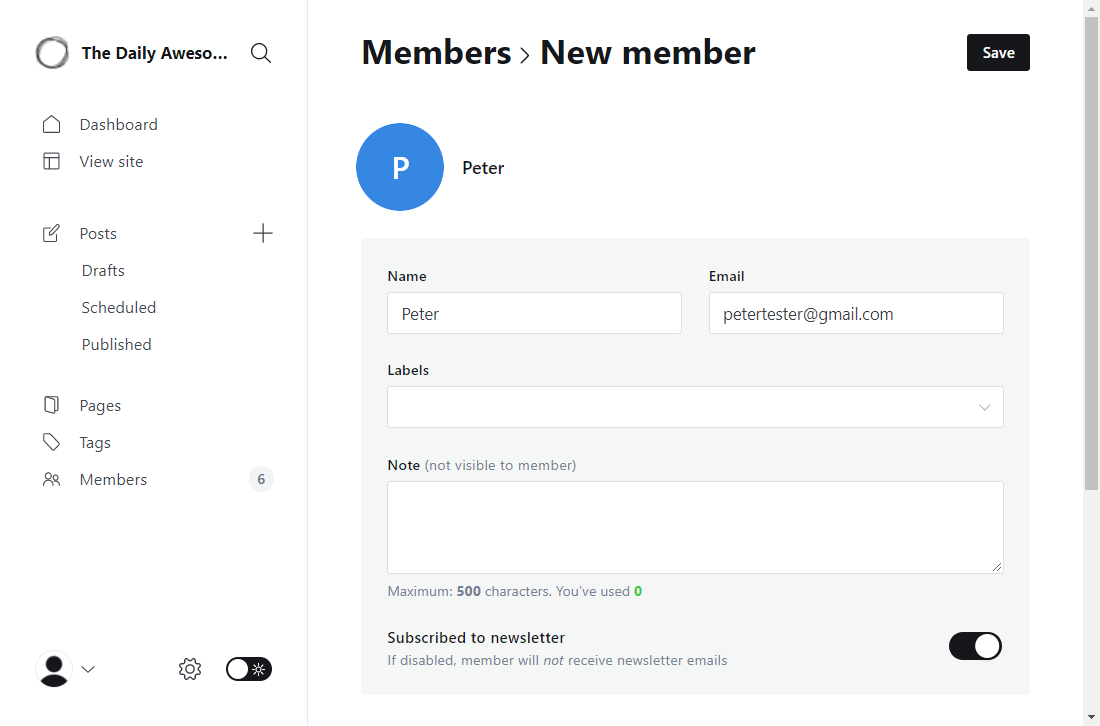 The Daily Aweso...
Dashboard
View site
Posts
Drafts
Scheduled
Published
Pages
Tags
Members 6
Members › New member
Save
P Peter
Name Email
Peter petertester@gmail.com
Labels
Note (not visible to member)
Maximum: 500 characters. You’ve used 0
Subscribed to newsletter
If disabled, member will not receive newsletter emails